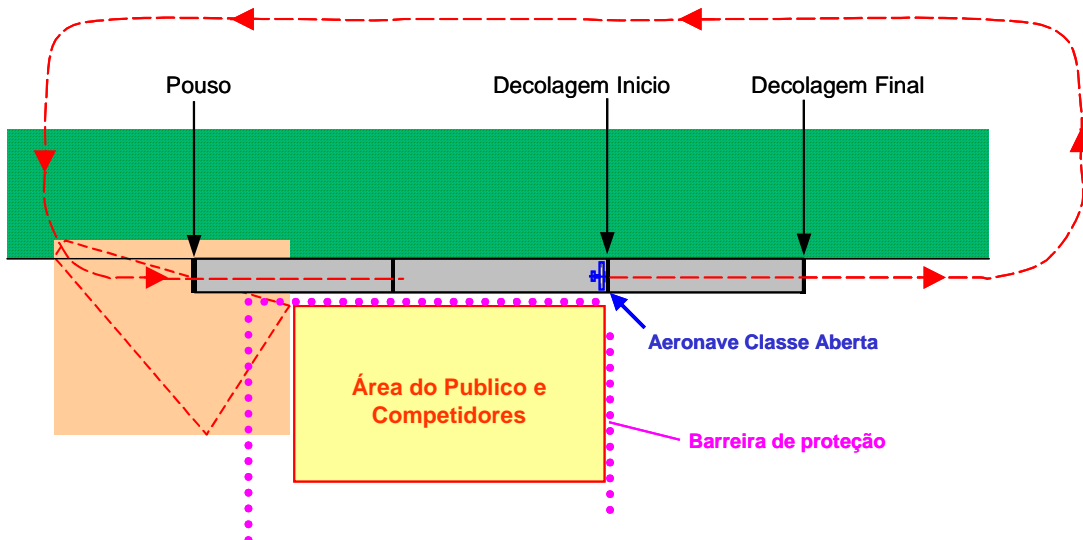 Pouso
Decolagem Inicio
Decolagem Final
Aeronave Classe Aberta
Área do Publico e
Competidores
Barreira de proteção